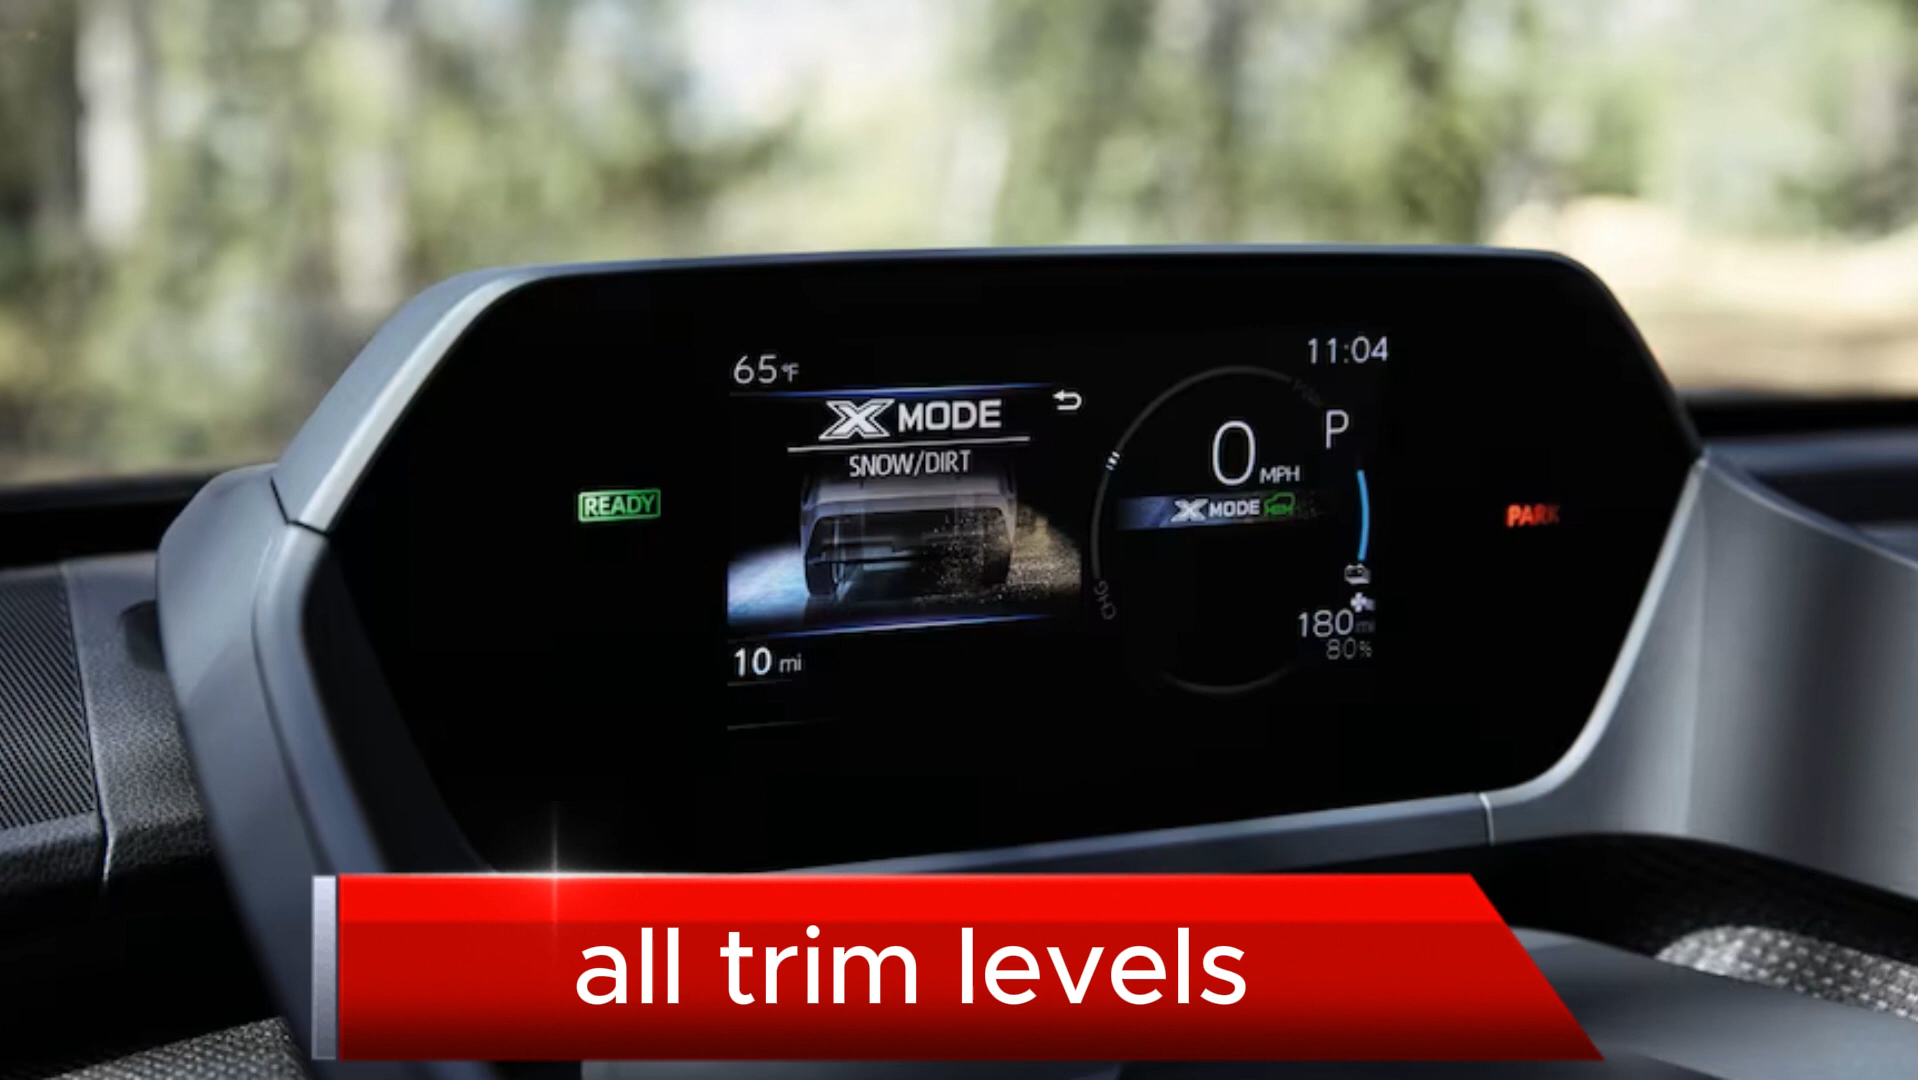 65°F
11:04
X MODE
SNOW/DIRT
READY
0 MPH
P
X MODE
PARK
CHG
180 mi
80%
10 mi
all trim levels